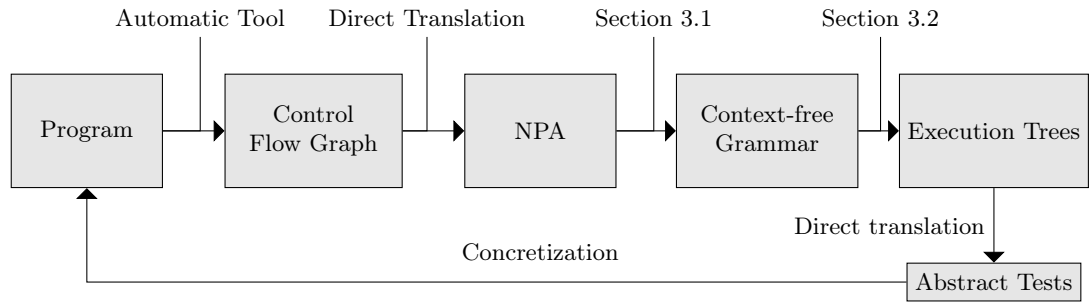 Automatic Tool
Direct Translation
Section 3.1
Section 3.2
Program
Control
Flow Graph
NPA
Context-free
Grammar
Execution Trees
Direct translation
Concretization
Abstract Tests